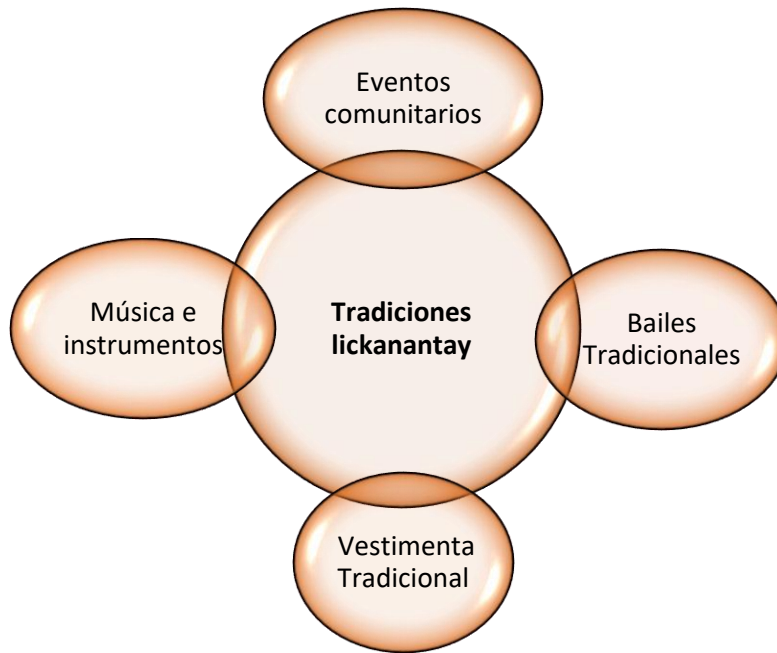 Eventos
comunitarios
Música e
instrumentos
Tradiciones
lickanantay
Bailes
Tradicionales
Vestimenta
Tradicional